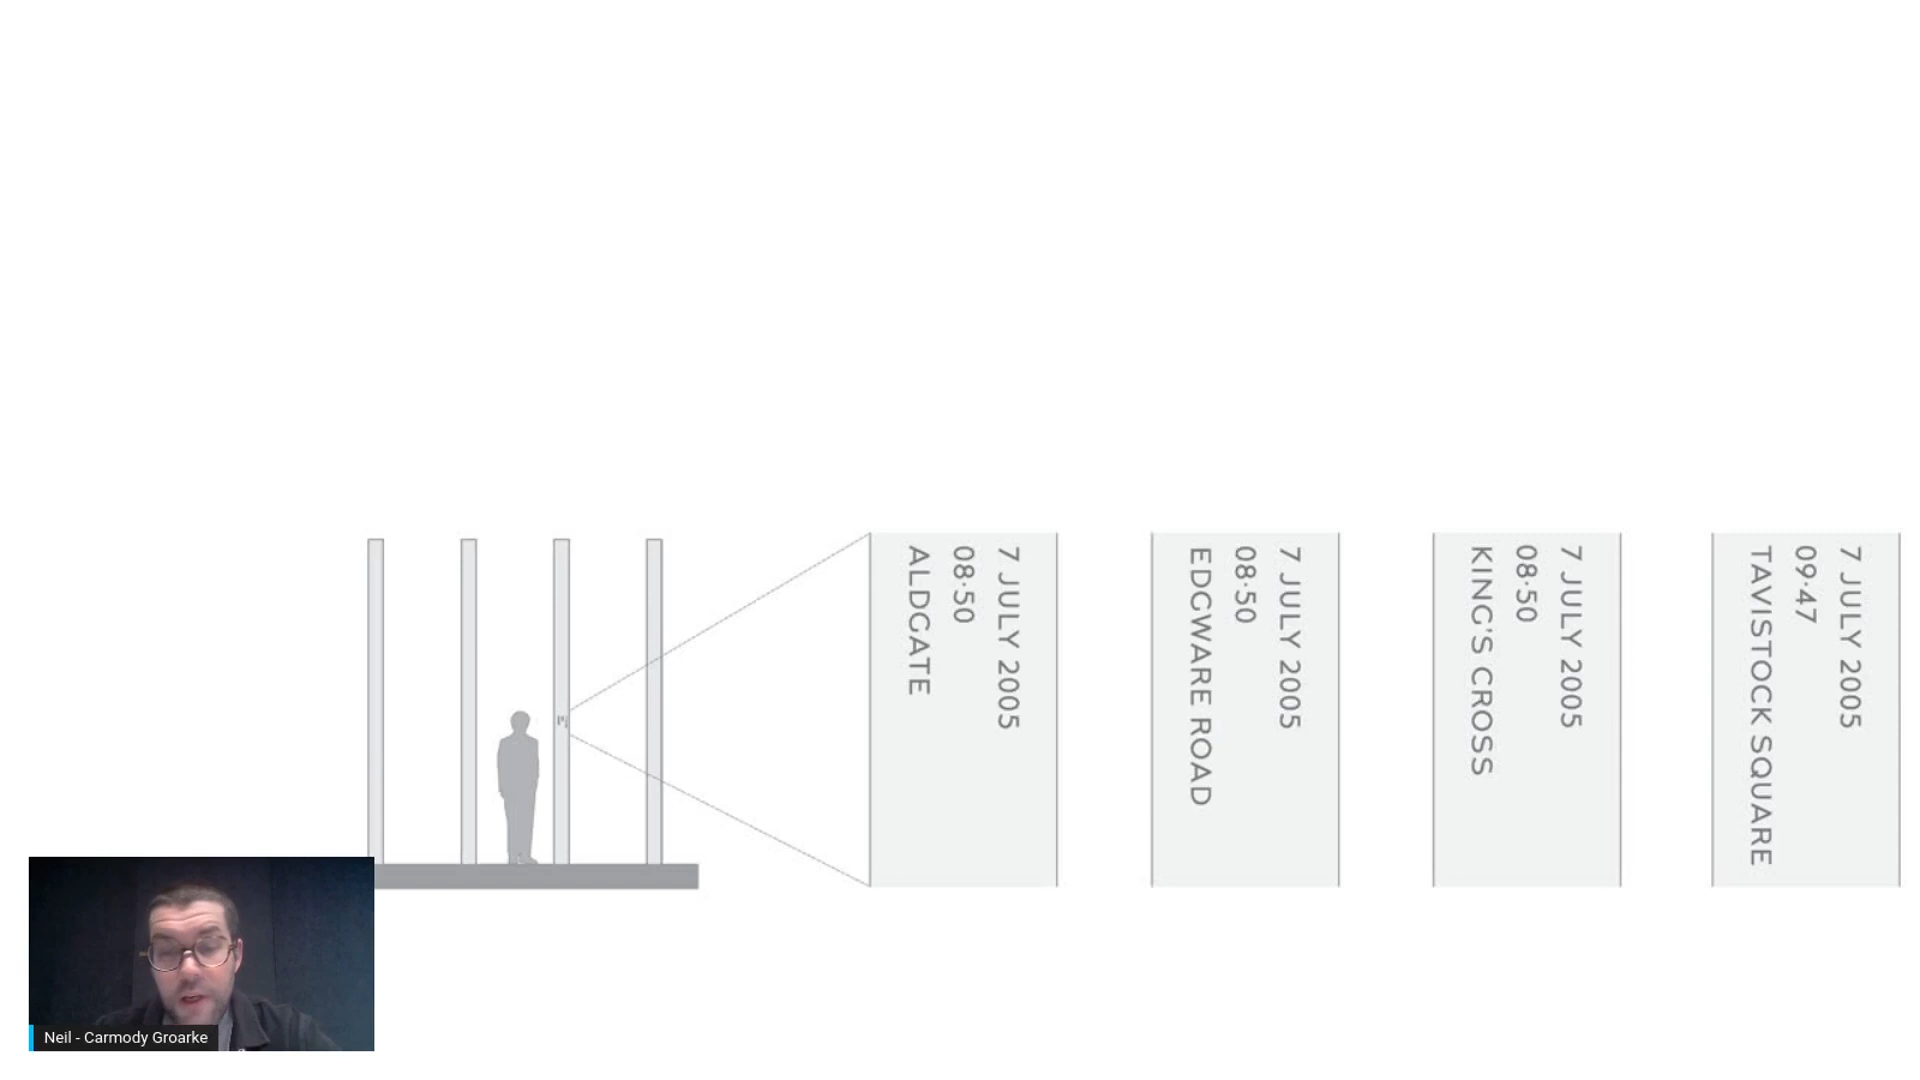 7 JULY 2005
08·50
ALDGATE
7 JULY 2005
08·50
EDGWARE ROAD
7 JULY 2005
08·50
KING'S CROSS
7 JULY 2005
09·47
TAVISTOCK SQUARE
Neil - Carmody Groarke